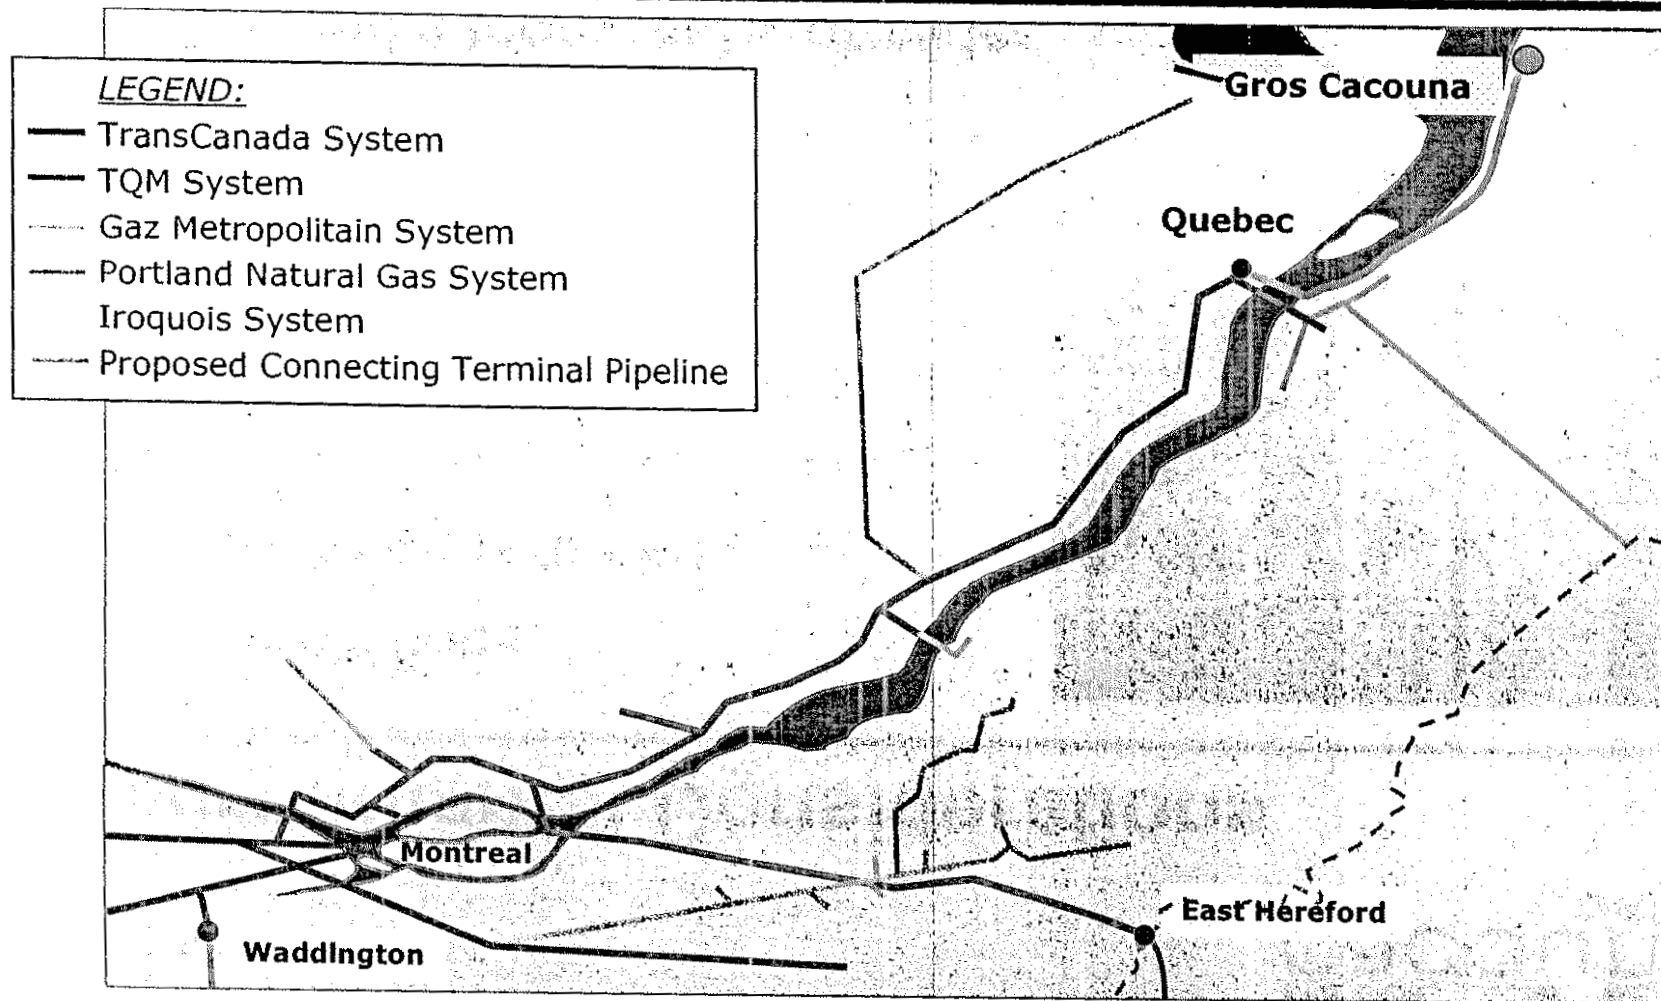 LEGEND:
TransCanada System
TQM System
Gaz Metropolitain System
Portland Natural Gas System
Iroquois System
Proposed Connecting Terminal Pipeline
Gros Cacouna
Quebec
Montreal
East Hereford
Waddington